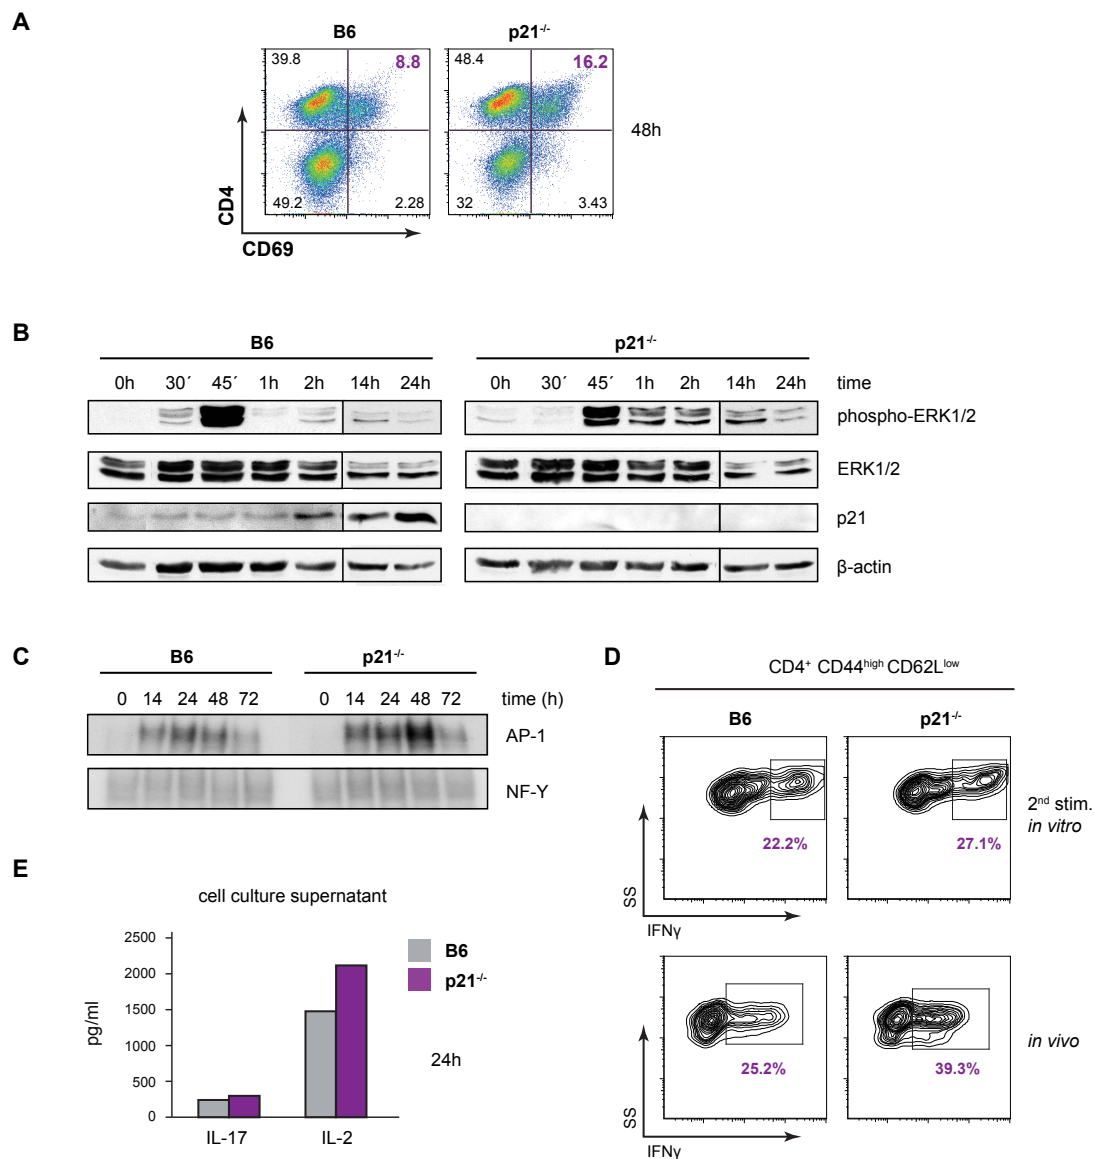 A
B6
p21-/-
39.8
8.8
48.4
16.2
48h
49.2
2.28
32
3.43
CD4
CD69
B
B6
p21-/-
0h 30´ 45´ 1h 2h 14h 24h
0h 30´ 45´ 1h 2h 14h 24h
time
phospho-ERK1/2
ERK1/2
p21
β-actin
C
B6
p21-/-
0 14 24 48 72
0 14 24 48 72
time (h)
AP-1
NF-Y
D
CD4+ CD44high CD62Llow
B6
p21-/-
22.2%
27.1%
2nd stim.
in vitro
SS
IFNγ
25.2%
39.3%
in vivo
SS
IFNγ
E
cell culture supernatant
2500
2000
1500
1000
500
0
pg/ml
B6
p21-/-
24h
IL-17
IL-2